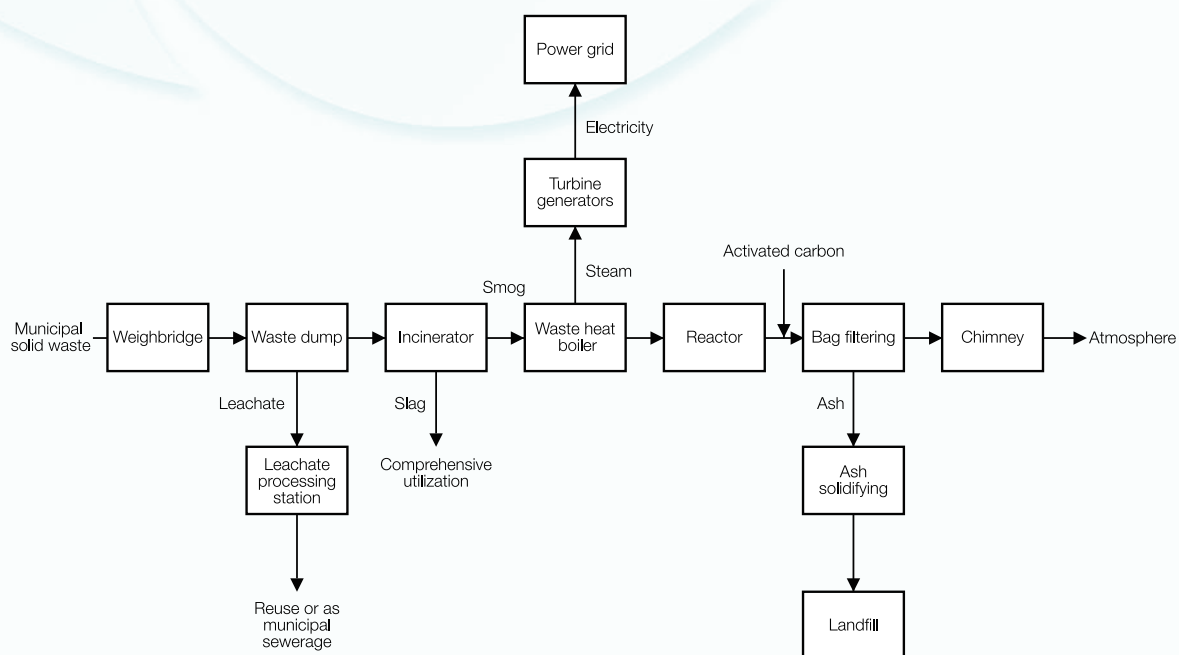 Power grid
Electricity
Turbine
generators
Activated carbon
Steam
Smog
Municipal
solid waste
Weighbridge
Waste dump
Incinerator
Waste heat
boiler
Reactor
Bag filtering
Chimney
Atmosphere
Leachate
Slag
Ash
Leachate
processing
station
Comprehensive
utilization
Ash
solidifying
Reuse or as
municipal
sewerage
Landfill